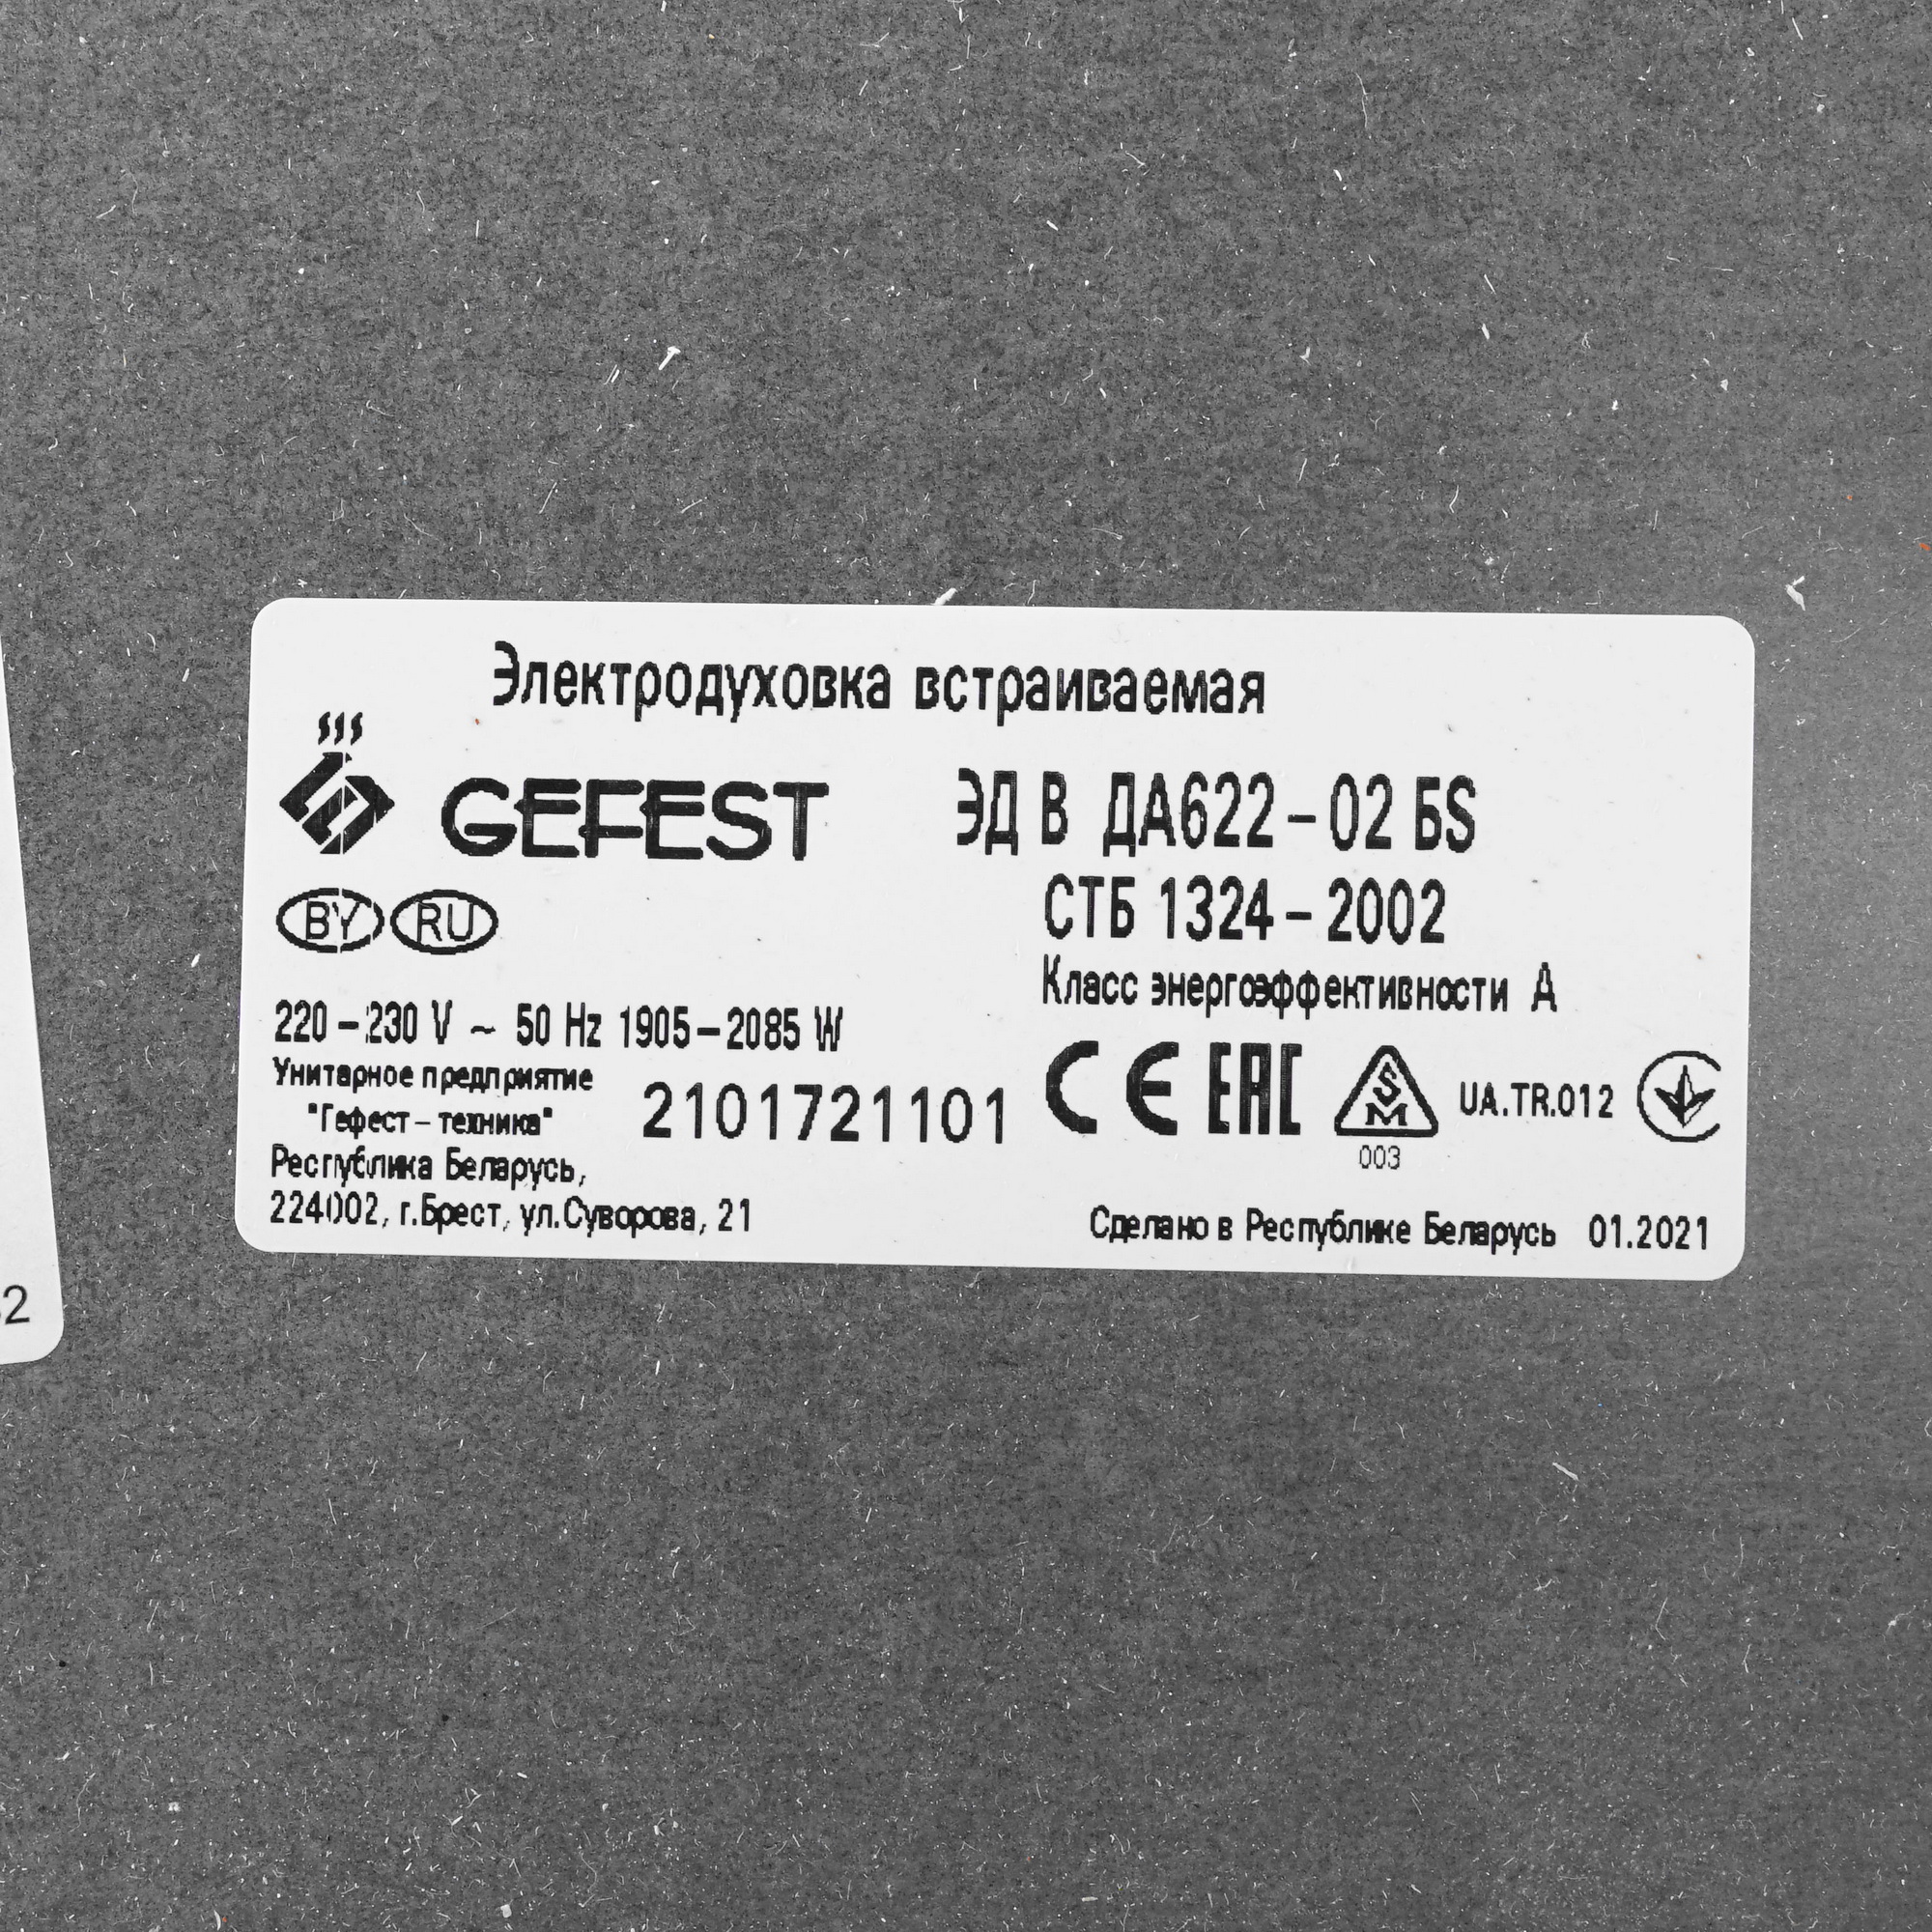 Электродуховка встраиваемая
GEFEST
ЭД В ДА622-02 БS
BY RU
СТБ 1324-2002
Класс энергоэффективности А
220-230 V ~ 50 Hz 1905-2085 W
Унитарное предприятие
"Гефест-техника"
2101721101
CE EAC SM UA.TR.012
003
Республика Беларусь,
224002, г.Брест, ул.Суворова, 21
Сделано в Республике Беларусь 01.2021
2